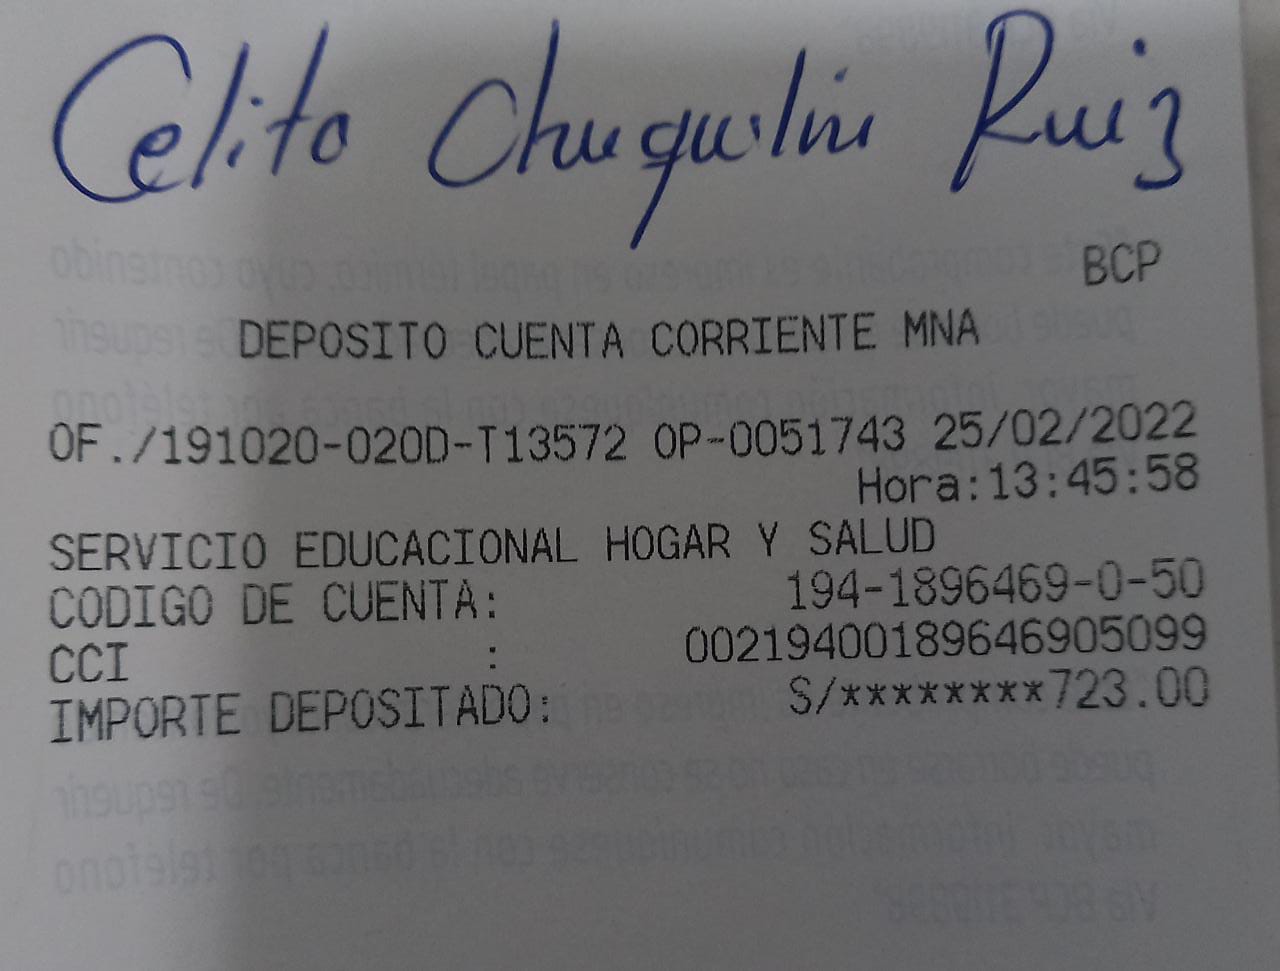 Celito Chuquilin Ruiz
BCP
DEPOSITO CUENTA CORRIENTE MNA
OF./191020-020D-T13572 OP-0051743 25/02/2022
Hora:13:45:58
SERVICIO EDUCACIONAL HOGAR Y SALUD
CODIGO DE CUENTA: 194-1896469-0-50
CCI : 00219400189646905099
IMPORTE DEPOSITADO: S/********723.00